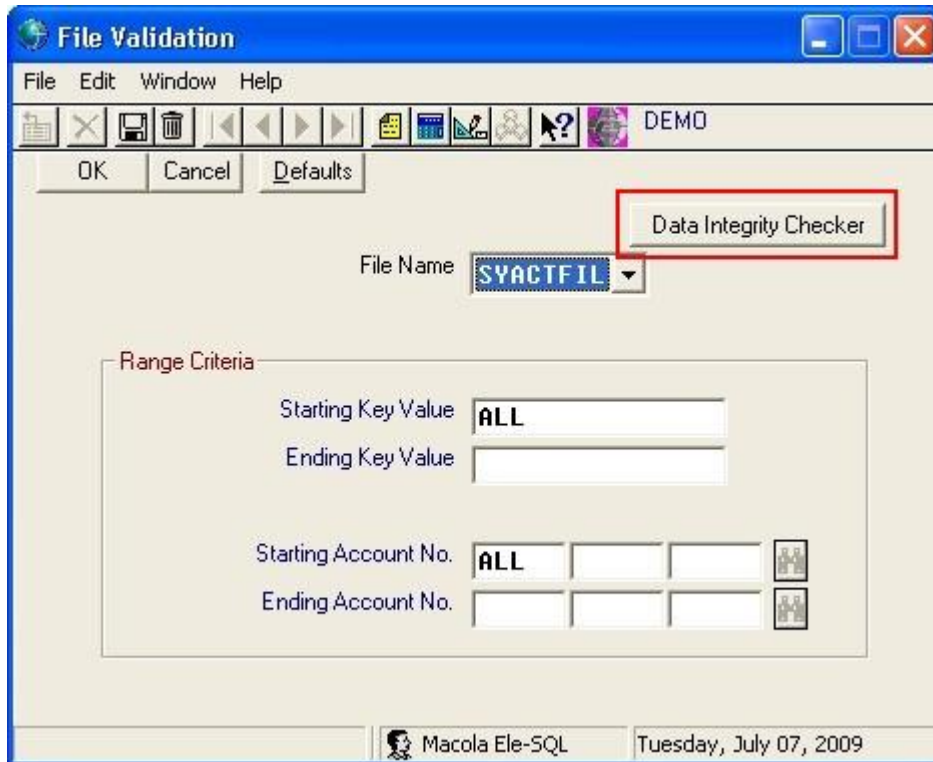 File Validation
File Edit Window Help
DEMO
OK Cancel Defaults
Data Integrity Checker
File Name SYACTFIL
Range Criteria
Starting Key Value ALL
Ending Key Value
Starting Account No. ALL
Ending Account No.
Macola Ele-SQL Tuesday, July 07, 2009